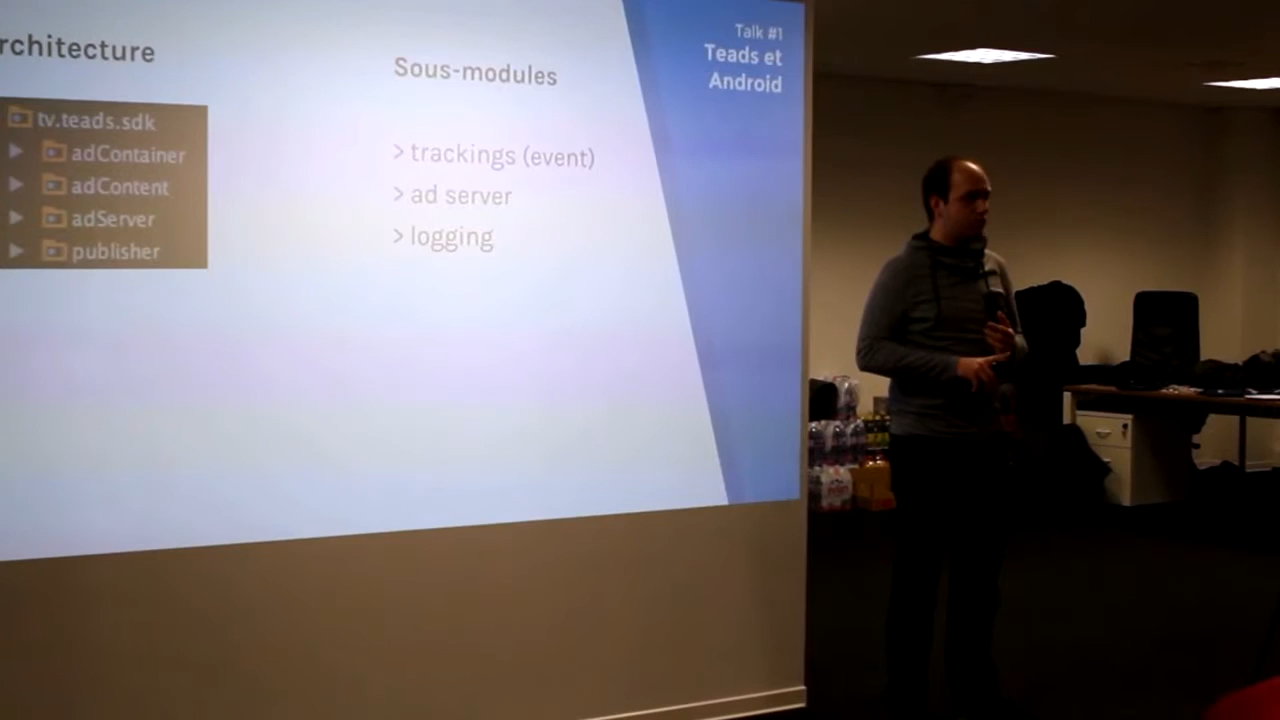 rchitecture
tv.teads.sdk
adContainer
adContent
adServer
publisher
Sous-modules
> trackings (event)
> ad server
> logging
Talk #1
Teads et
Android